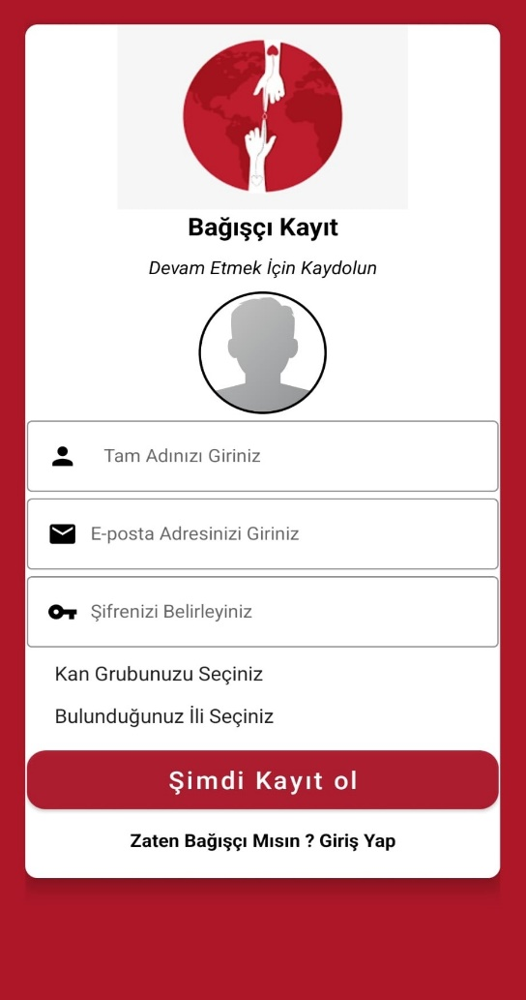 Bağışçı Kayıt
Devam Etmek İçin Kaydolun
Tam Adınızı Giriniz
E-posta Adresinizi Giriniz
Şifrenizi Belirleyiniz
Kan Grubunuzu Seçiniz
Bulunduğunuz İli Seçiniz
Şimdi Kayıt ol
Zaten Bağışçı Mısın ? Giriş Yap